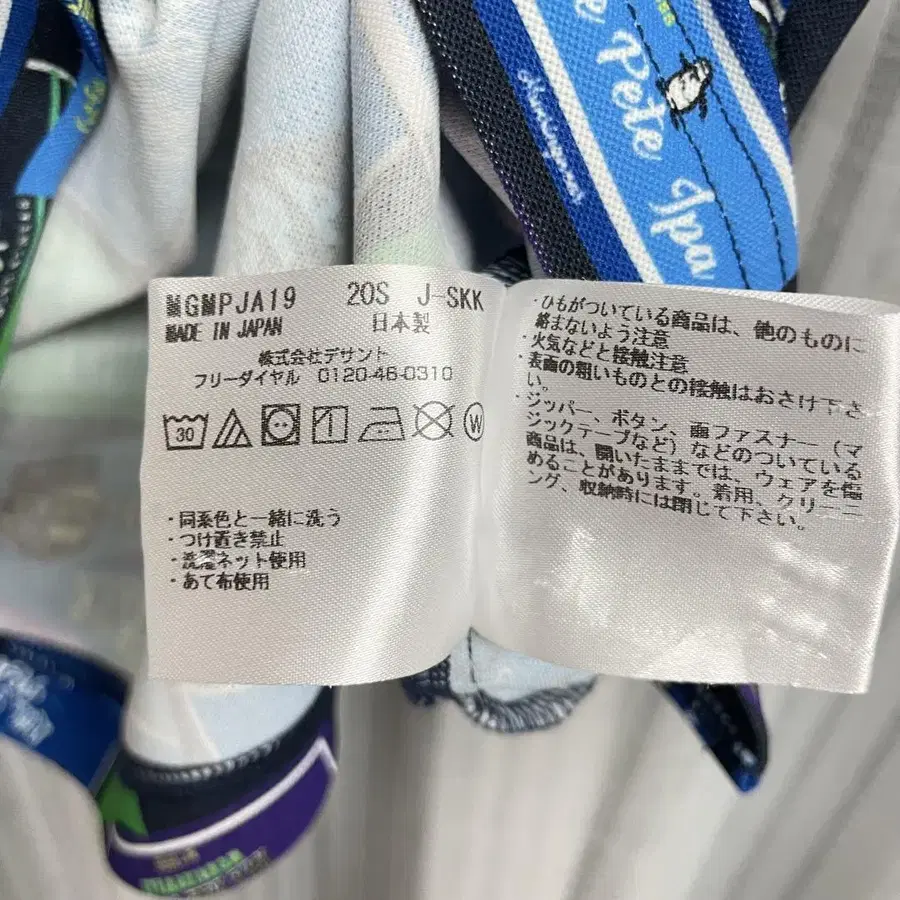 Pete
Munsingwear
MGMPJA19 20S J-SKK
MADE IN JAPAN 日本製
株式会社デサント
フリーダイヤル 0120-46-0310
30
W
・同系色と一緒に洗う
・つけ置き禁止
・洗濯ネット使用
・あて布使用
・ひもがついている商品は、他のものに
絡まないよう注意
・火気などと接触注意
・表面の粗いものとの接触はおさけ下さ
い。
・ジッパー、ボタン、面ファスナー（マ
ジックテープなど）などのついている
商品は、開いたままでは、ウェアを傷
めることがあります。着用、クリーニ
ング、収納時には閉じて下さい。